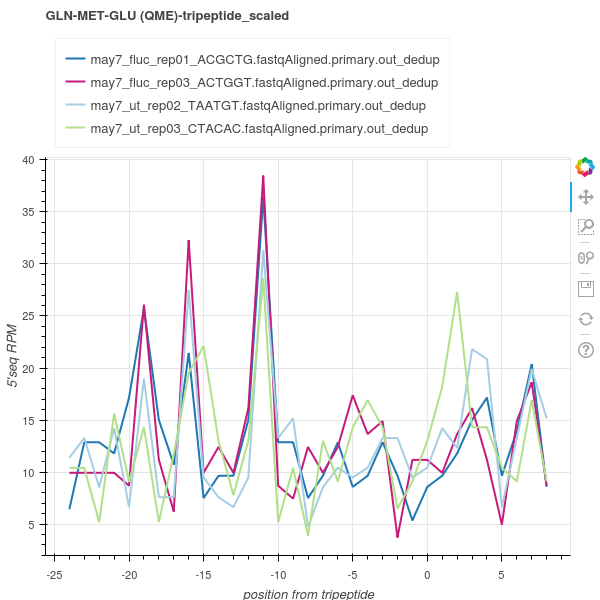 GLN-MET-GLU (QME)-tripeptide_scaled
may7_fluc_rep01_ACGCTG.fastqAligned.primary.out_dedup
may7_fluc_rep03_ACTGGT.fastqAligned.primary.out_dedup
may7_ut_rep02_TAATGT.fastqAligned.primary.out_dedup
may7_ut_rep03_CTACAC.fastqAligned.primary.out_dedup
40
35
30
25
20
15
10
5
5'seq RPM
-25 -20 -15 -10 -5 0 5
position from tripeptide